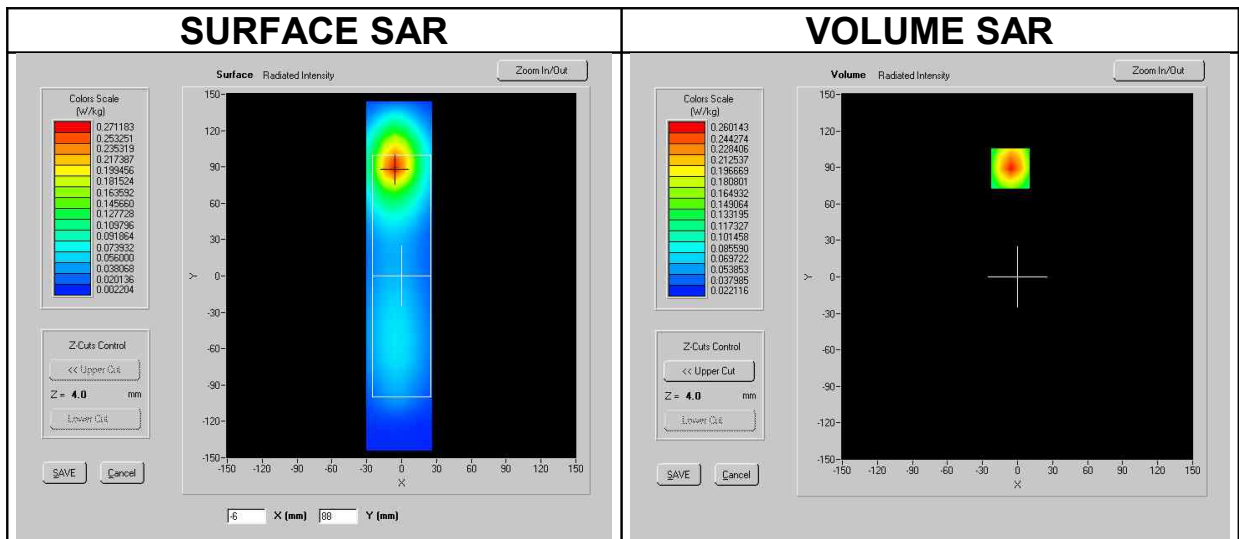 SURFACE SAR
VOLUME SAR
Surface Radiated Intensity
Zoom In/Out
Colors Scale
(W/kg)
0.271183
0.253251
0.235319
0.217387
0.199456
0.181524
0.163592
0.145660
0.127728
0.109796
0.091864
0.073932
0.056000
0.038068
0.020136
0.002204
Z-Cuts Control
<< Upper Cut
Z = 4.0 mm
Lower Cut
SAVE Cancel
150
120
90
60
30
0
-30
-60
-90
-120
-150
Y
-150 -120 -90 -60 -30 0 30 60 90 120 150
X
-6 X (mm) 88 Y (mm)
Volume Radiated Intensity
Zoom In/Out
Colors Scale
(W/kg)
0.260143
0.244274
0.228406
0.212537
0.196669
0.180801
0.164932
0.149064
0.133195
0.117327
0.101458
0.085590
0.069722
0.053853
0.037985
0.022116
Z-Cuts Control
<< Upper Cut
Z = 4.0 mm
Lower Cut
SAVE Cancel
150
120
90
60
30
0
-30
-60
-90
-120
-150
Y
-150 -120 -90 -60 -30 0 30 60 90 120 150
X